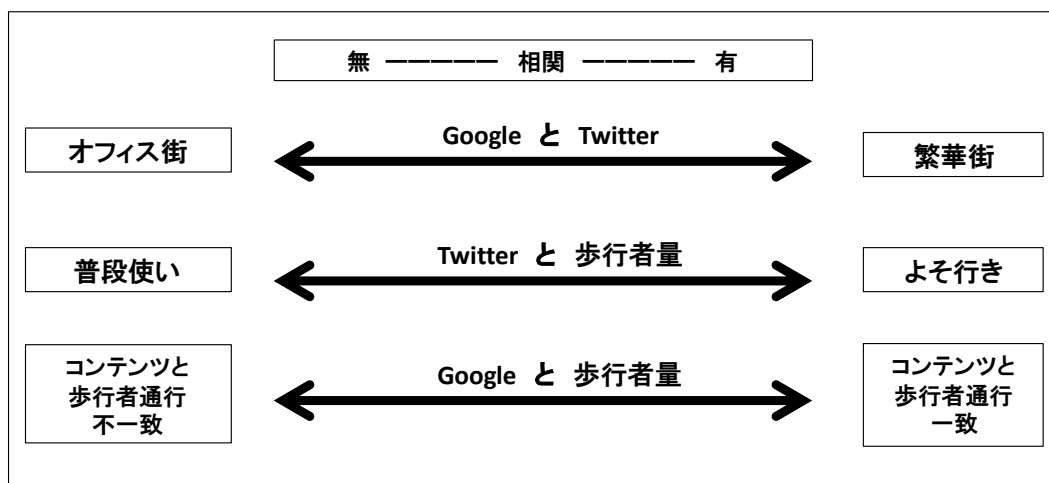 無 ――――― 相関 ――――― 有
Google と Twitter
オフィス街
繁華街
Twitter と 歩行者量
普段使い
よそ行き
Google と 歩行者量
コンテンツと
歩行者通行
不一致
コンテンツと
歩行者通行
一致